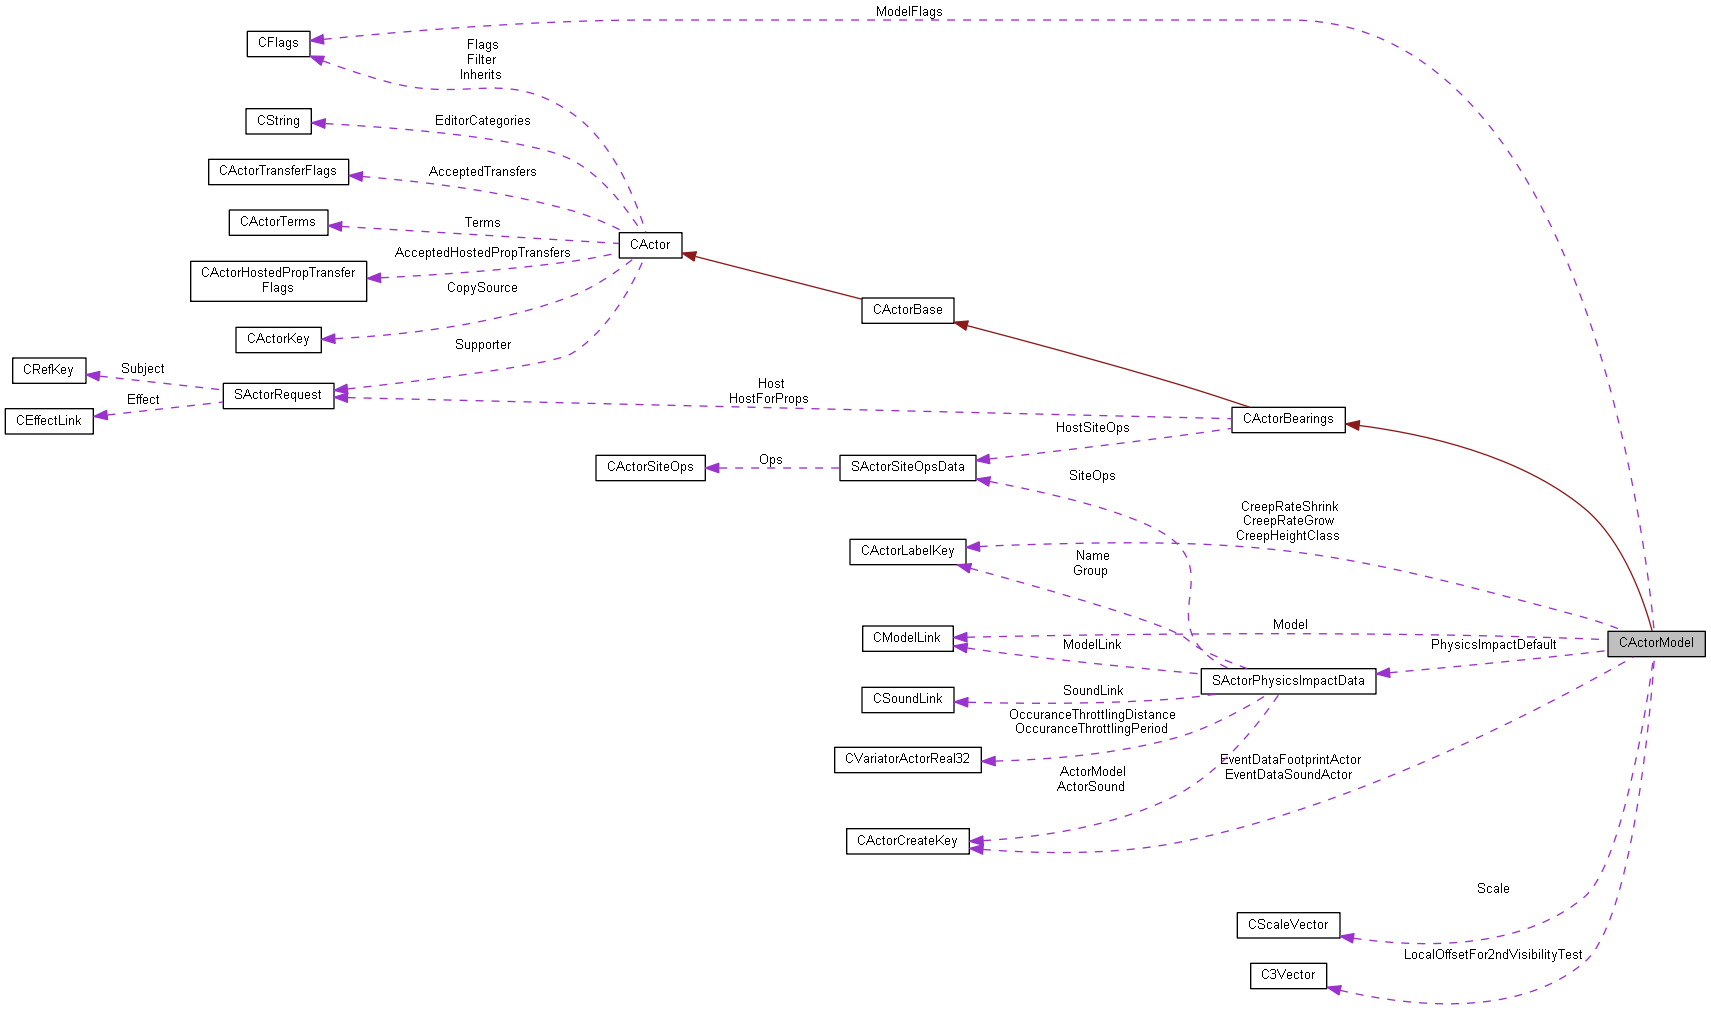 ModelFlags
CFlags
Flags
Filter
Inherits
CString
EditorCategories
CActorTransferFlags
AcceptedTransfers
CActorTerms
Terms
CActor
AcceptedHostedPropTransfers
CActorHostedPropTransfer
Flags
CopySource
CActorBase
CActorKey
Supporter
CRefKey
Subject
SActorRequest
Effect
CEffectLink
Host
HostForProps
CActorBearings
HostSiteOps
CActorSiteOps
Ops
SActorSiteOpsData
SiteOps
CreepRateShrink
CreepRateGrow
CreepHeightClass
CActorLabelKey
Name
Group
Model
CModelLink
ModelLink
CActorModel
PhysicsImpactDefault
SActorPhysicsImpactData
CSoundLink
SoundLink
OccuranceThrottlingDistance
OccuranceThrottlingPeriod
CVariatorActorReal32
EventDataFootprintActor
EventDataSoundActor
ActorModel
ActorSound
CActorCreateKey
Scale
CScaleVector
LocalOffsetFor2ndVisibilityTest
C3Vector